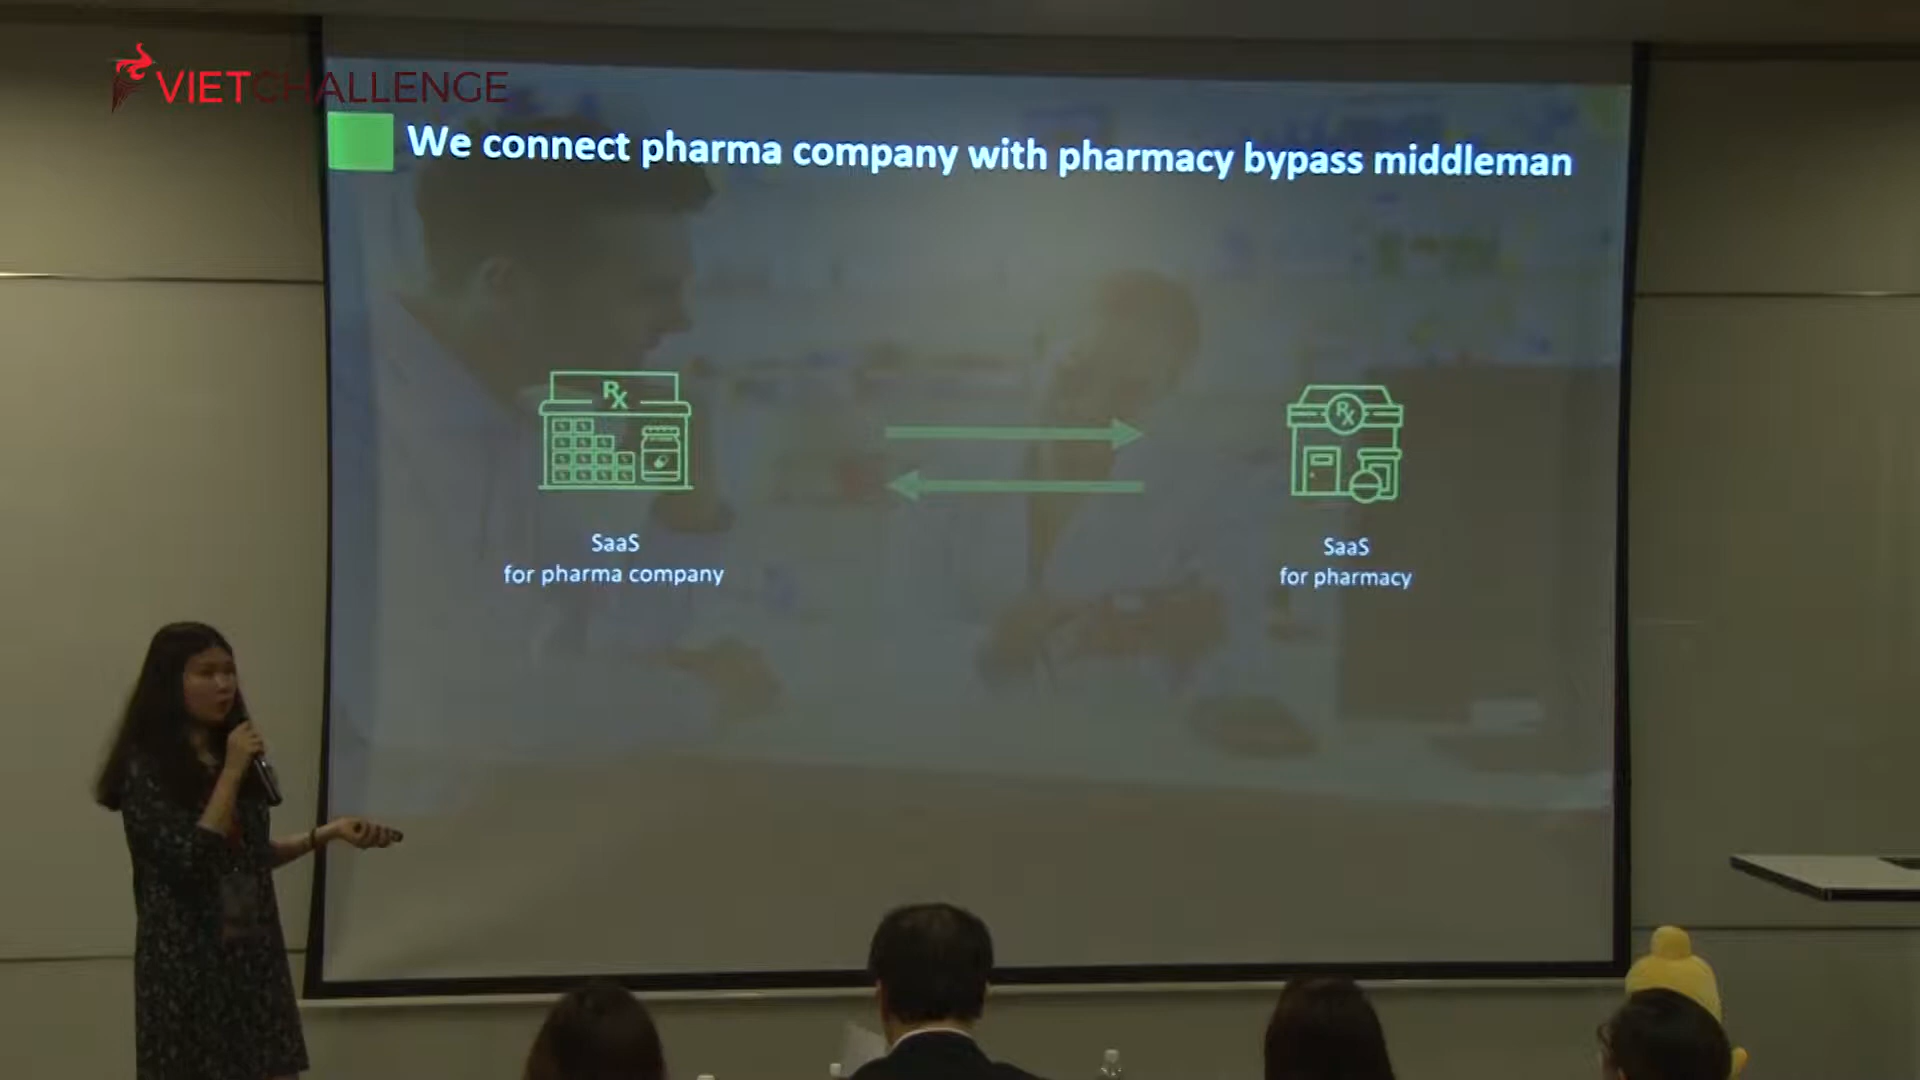 VIETCHALLENGE
We connect pharma company with pharmacy bypass middleman
Rx
Rx
SaaS
for pharma company
SaaS
for pharmacy